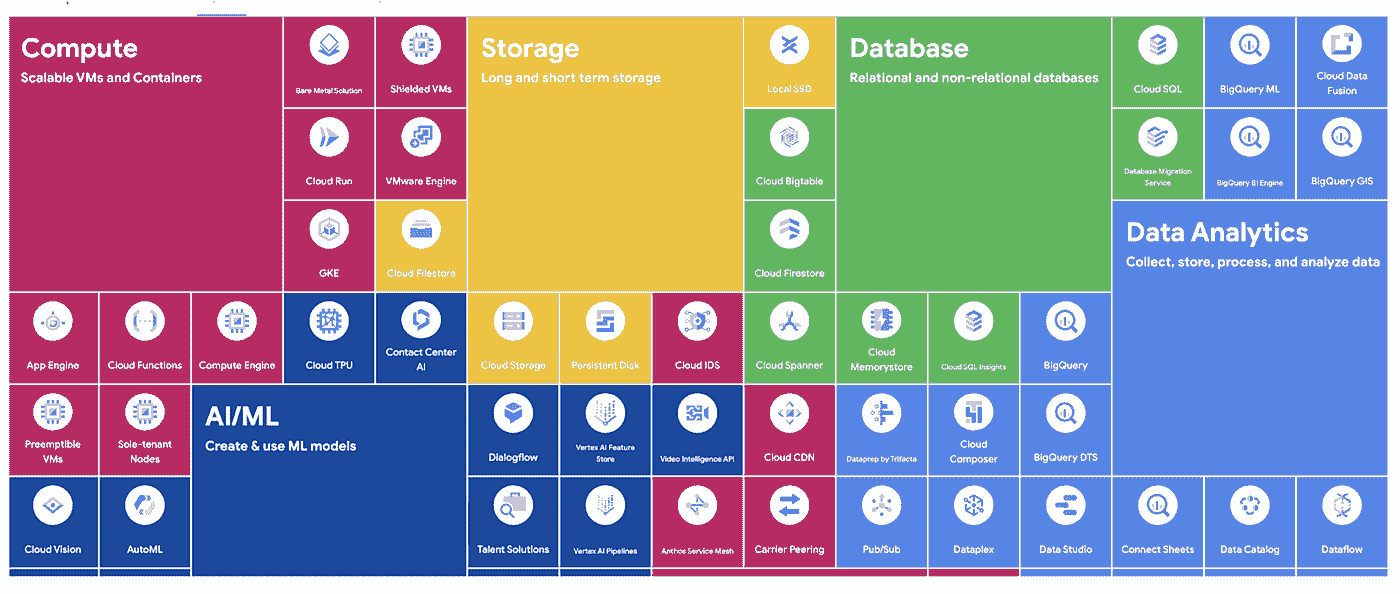 Compute
Scalable VMs and Containers
Bare Metal Solution
Shielded VMs
Storage
Long and short term storage
Local SSD
Database
Relational and non-relational databases
Cloud SQL
BigQuery ML
Cloud Data
Fusion
Cloud Run
VMware Engine
Cloud Bigtable
Database Migration
Service
BigQuery BI Engine
BigQuery GIS
GKE
Cloud Filestore
Cloud Firestore
Data Analytics
Collect, store, process, and analyze data
App Engine
Cloud Functions
Compute Engine
Cloud TPU
Contact Center
AI
Cloud Storage
Persistent Disk
Cloud IDS
Cloud Spanner
Cloud
Memorystore
Cloud SQL Insights
BigQuery
Preemptible
VMs
Sole-tenant
Nodes
AI/ML
Create & use ML models
Dialogflow
Vertex AI Feature
Store
Video Intelligence API
Cloud CDN
Dataprep by Trifacta
Cloud
Composer
BigQuery DTS
Cloud Vision
AutoML
Talent Solutions
Vertex AI Pipelines
Anthos Service Mesh
Carrier Peering
Pub/Sub
Dataplex
Data Studio
Connect Sheets
Data Catalog
Dataflow